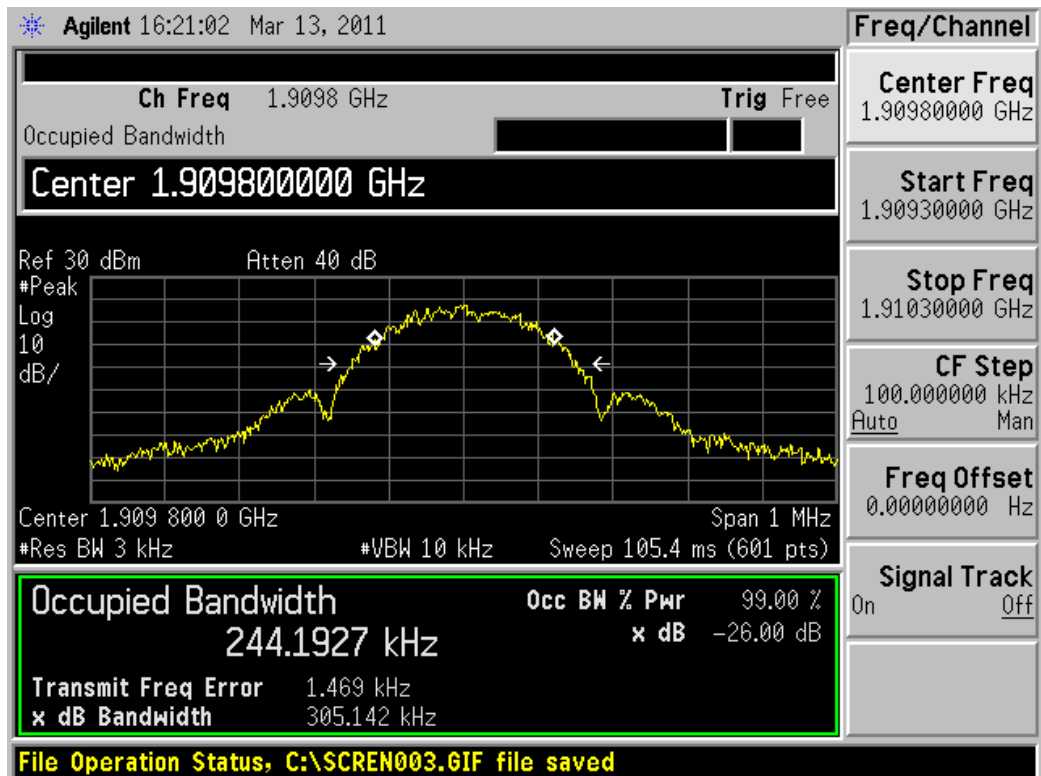 Agilent 16:21:02 Mar 13, 2011
Freq/Channel
Ch Freq 1.9098 GHz Trig Free
Occupied Bandwidth
Center 1.909800000 GHz
Ref 30 dBm Atten 40 dB
#Peak
Log
10
dB/
Center 1.909 800 0 GHz Span 1 MHz
#Res BW 3 kHz #VBW 10 kHz Sweep 105.4 ms (601 pts)
Occupied Bandwidth Occ BW % Pwr 99.00 %
244.1927 kHz x dB -26.00 dB
Transmit Freq Error 1.469 kHz
x dB Bandwidth 305.142 kHz
File Operation Status, C:\SCREN003.GIF file saved
Center Freq
1.90980000 GHz
Start Freq
1.90930000 GHz
Stop Freq
1.91030000 GHz
CF Step
100.000000 kHz
Auto Man
Freq Offset
0.00000000 Hz
Signal Track
On Off